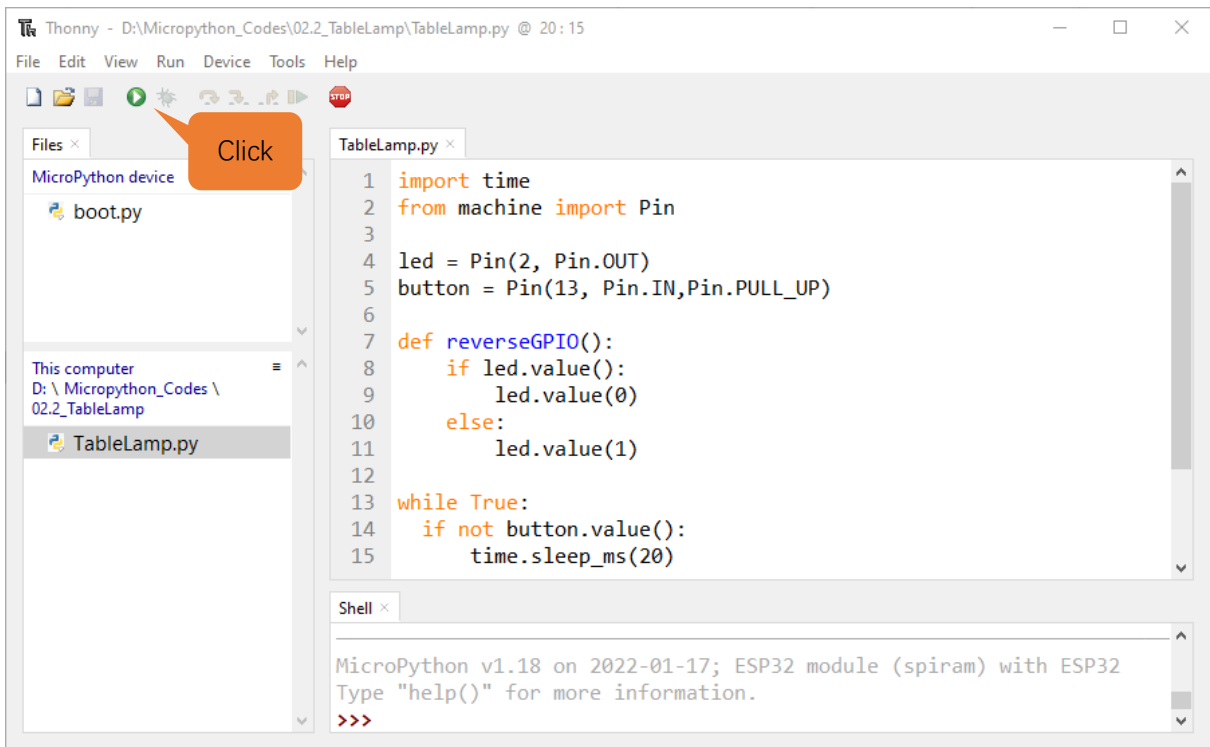 Thonny - D:\Micropython_Codes\02.2_TableLamp\TableLamp.py @ 20:15
File Edit View Run Device Tools Help
STOP
Click
Files
MicroPython device
boot.py
This computer
D: \ Micropython_Codes \
02.2_TableLamp
TableLamp.py
TableLamp.py
1 import time
2 from machine import Pin
3
4 led = Pin(2, Pin.OUT)
5 button = Pin(13, Pin.IN,Pin.PULL_UP)
6
7 def reverseGPIO():
8     if led.value():
9         led.value(0)
10     else:
11         led.value(1)
12
13 while True:
14   if not button.value():
15       time.sleep_ms(20)
Shell
MicroPython v1.18 on 2022-01-17; ESP32 module (spiram) with ESP32
Type "help()" for more information.
>>>